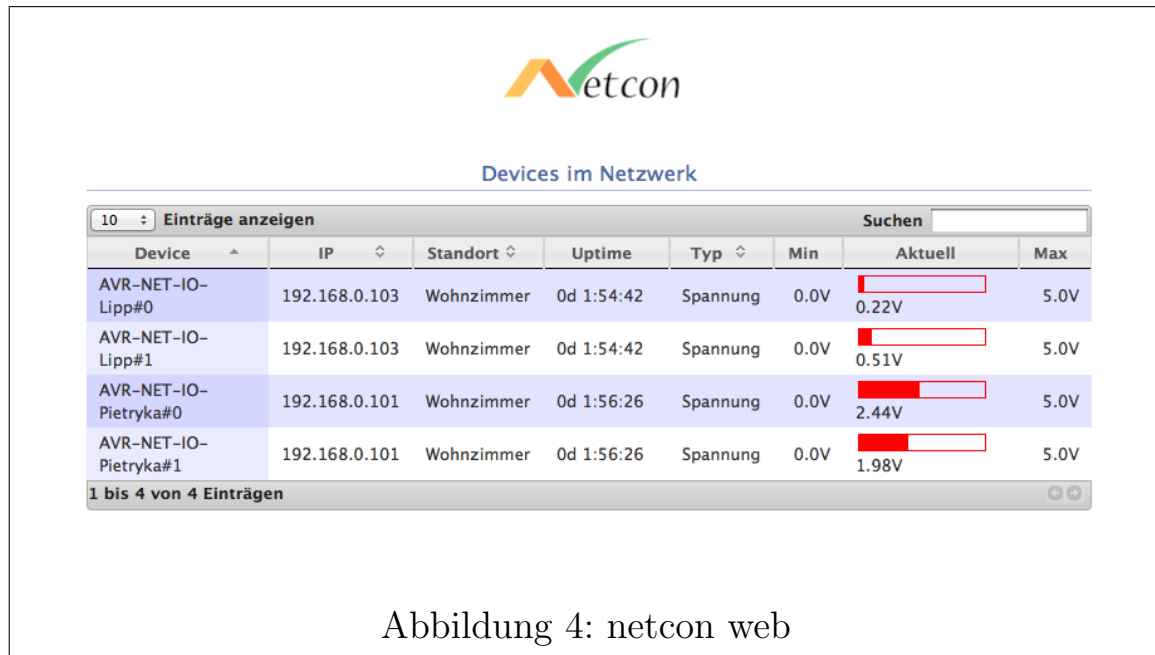 Netcon
Devices im Netzwerk
10 Einträge anzeigen Suchen
Device IP Standort Uptime Typ Min Aktuell Max
AVR-NET-IO-
Lipp#0 192.168.0.103 Wohnzimmer 0d 1:54:42 Spannung 0.0V 0.22V 5.0V
AVR-NET-IO-
Lipp#1 192.168.0.103 Wohnzimmer 0d 1:54:42 Spannung 0.0V 0.51V 5.0V
AVR-NET-IO-
Pietryka#0 192.168.0.101 Wohnzimmer 0d 1:56:26 Spannung 0.0V 2.44V 5.0V
AVR-NET-IO-
Pietryka#1 192.168.0.101 Wohnzimmer 0d 1:56:26 Spannung 0.0V 1.98V 5.0V
1 bis 4 von 4 Einträgen
Abbildung 4: netcon web